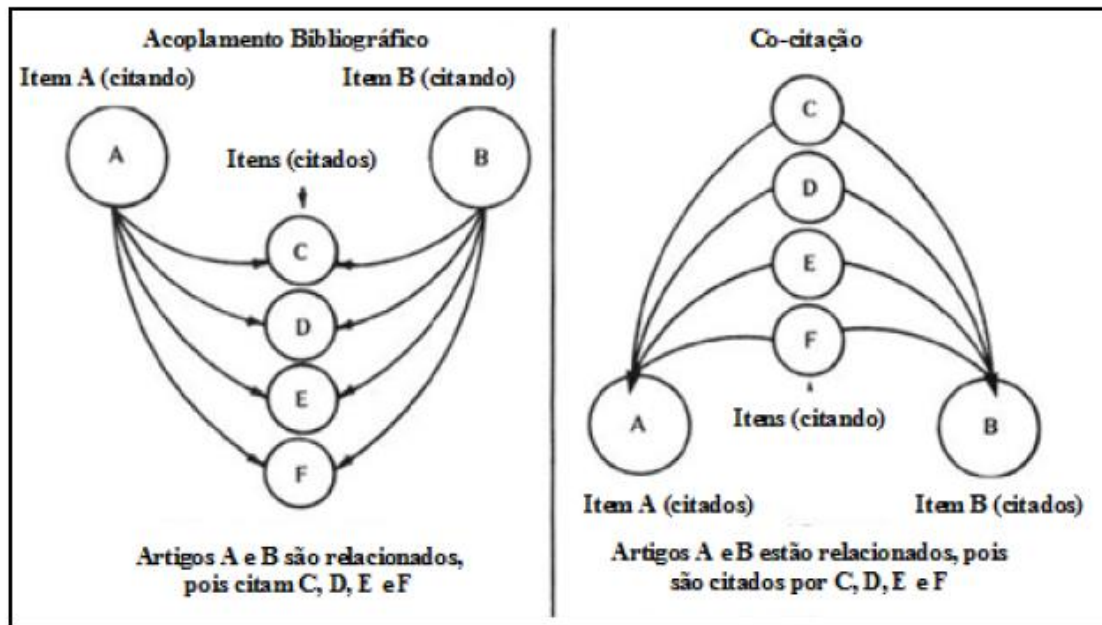 Acoplamento Bibliográfico
Item A (citando)
Item B (citando)
A
B
Itens (citados)
C
D
E
F
Artigos A e B são relacionados,
pois citam C, D, E e F
Co-citação
C
D
E
F
Itens (citando)
A
B
Item A (citados)
Item B (citados)
Artigos A e B estão relacionados, pois
são citados por C, D, E e F